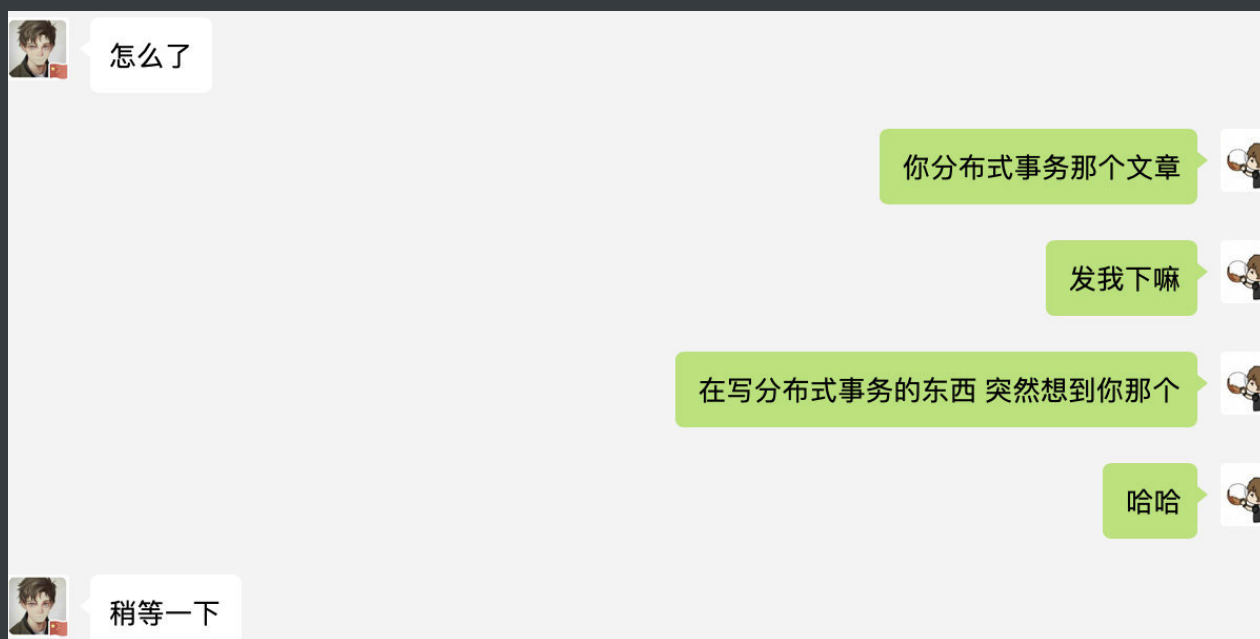 怎么了
你分布式事务那个文章
发我下嘛
在写分布式事务的东西 突然想到你那个
哈哈
稍等一下